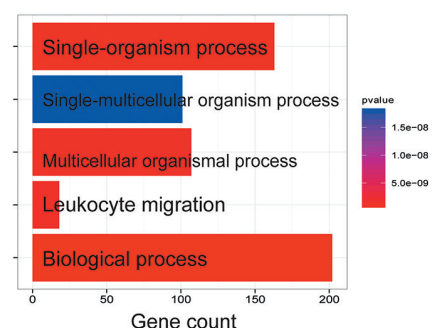 Single-organism process
Single-multicellular organism process
Multicellular organismal process
Leukocyte migration
Biological process
0 50 100 150 200
Gene count
pvalue
1.5e-08
1.0e-08
5.0e-09